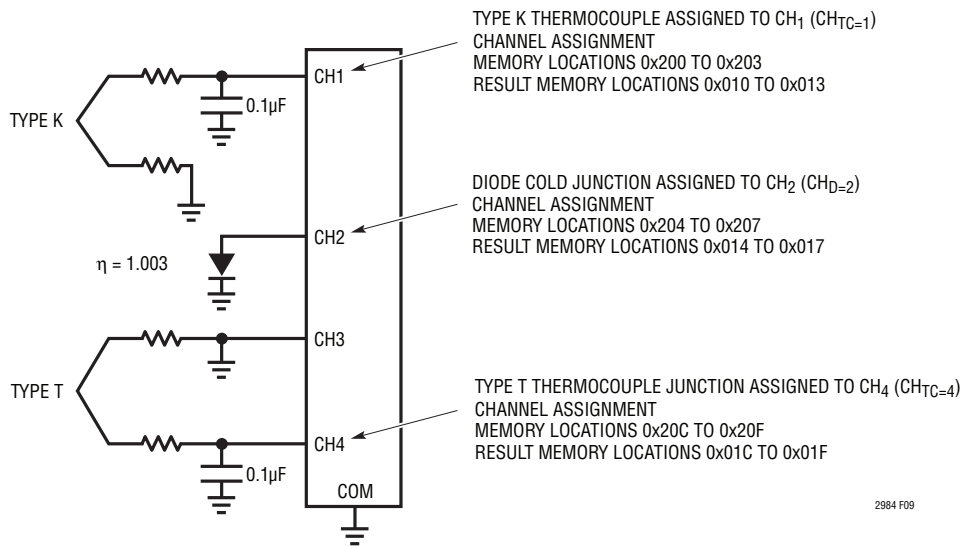 TYPE K THERMOCOUPLE ASSIGNED TO CH1 (CHTC=1)
CHANNEL ASSIGNMENT
MEMORY LOCATIONS 0x200 TO 0x203
RESULT MEMORY LOCATIONS 0x010 TO 0x013
CH1
0.1µF
TYPE K
DIODE COLD JUNCTION ASSIGNED TO CH2 (CHD=2)
CHANNEL ASSIGNMENT
MEMORY LOCATIONS 0x204 TO 0x207
RESULT MEMORY LOCATIONS 0x014 TO 0x017
CH2
η = 1.003
CH3
TYPE T
TYPE T THERMOCOUPLE JUNCTION ASSIGNED TO CH4 (CHTC=4)
CHANNEL ASSIGNMENT
MEMORY LOCATIONS 0x20C TO 0x20F
RESULT MEMORY LOCATIONS 0x01C TO 0x01F
CH4
0.1µF
COM
2984 F09